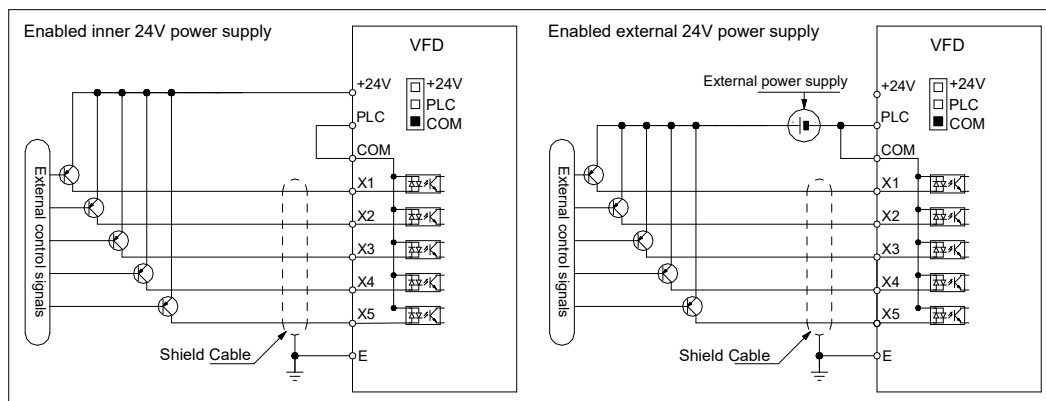 Enabled inner 24V power supply
VFD
+24V
+24V
PLC
COM
PLC
COM
X1
X2
X3
X4
X5
E
External control signals
Shield Cable
Enabled external 24V power supply
VFD
External power supply
+24V
+24V
PLC
COM
PLC
COM
X1
X2
X3
X4
X5
E
External control signals
Shield Cable